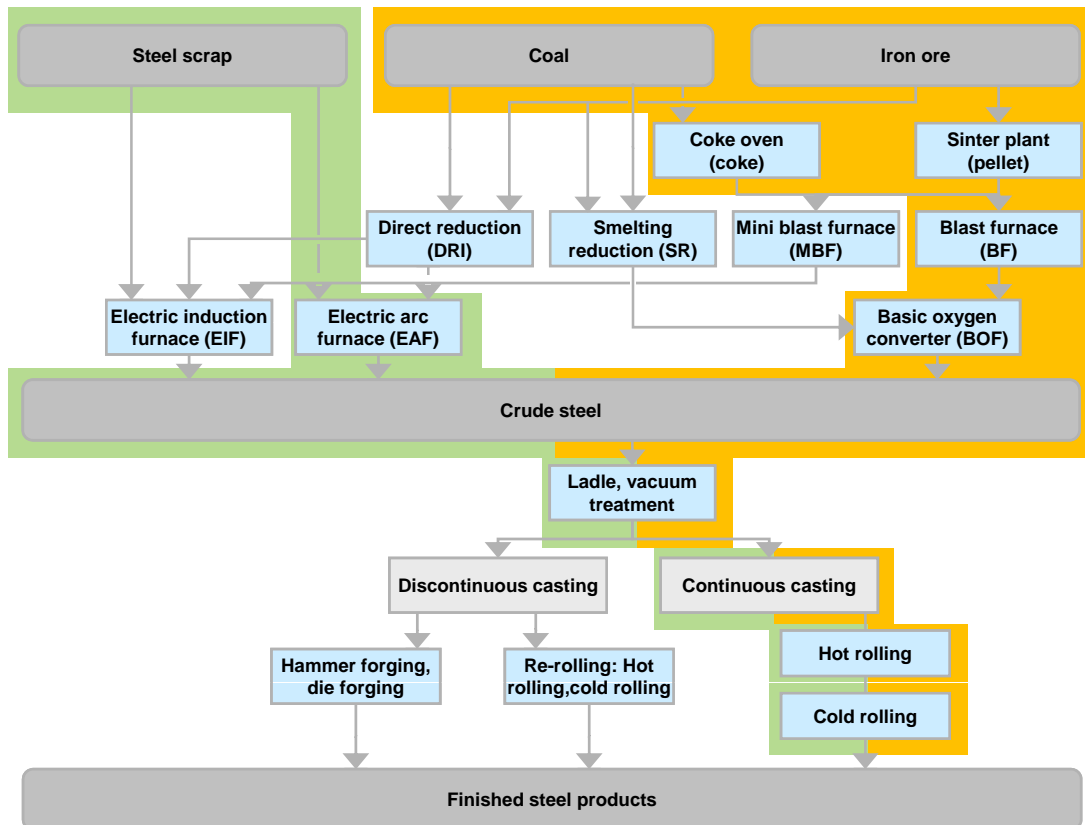 Steel scrap
Coal
Iron ore
Coke oven
(coke)
Sinter plant
(pellet)
Direct reduction
(DRI)
Smelting
reduction (SR)
Mini blast furnace
(MBF)
Blast furnace
(BF)
Electric induction
furnace (EIF)
Electric arc
furnace (EAF)
Basic oxygen
converter (BOF)
Crude steel
Ladle, vacuum
treatment
Discontinuous casting
Continuous casting
Hammer forging,
die forging
Re-rolling: Hot
rolling,cold rolling
Hot rolling
Cold rolling
Finished steel products